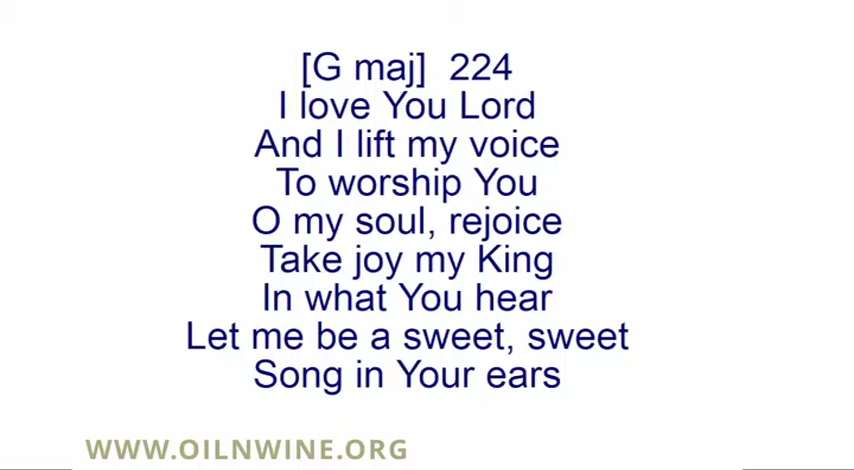 [G maj]  224
I love You Lord
And I lift my voice
To worship You
O my soul, rejoice
Take joy my King
In what You hear
Let me be a sweet, sweet
Song in Your ears
WWW.OILNWINE.ORG